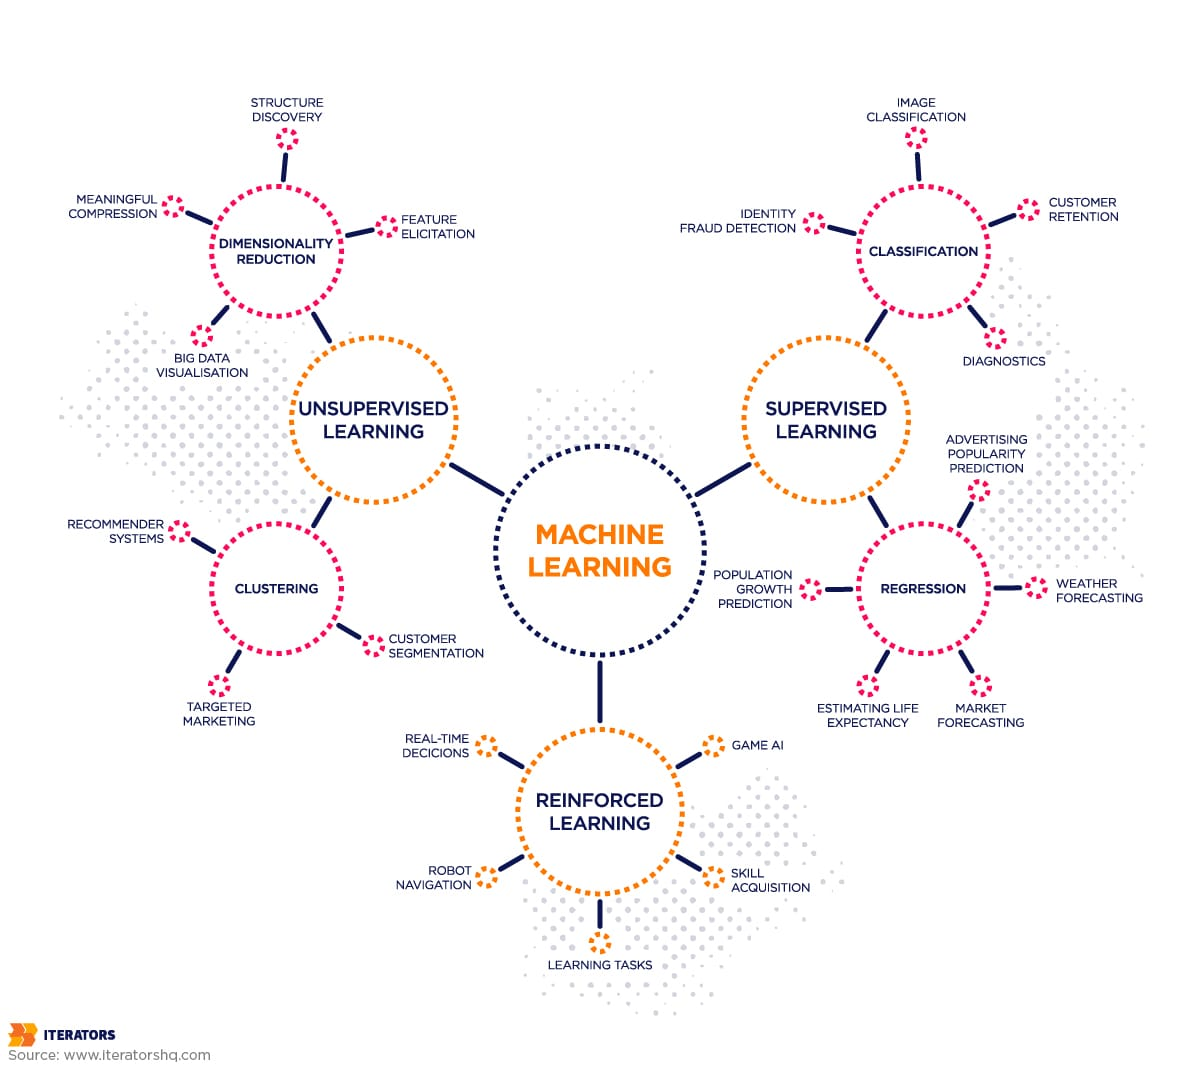 STRUCTURE
DISCOVERY
MEANINGFUL
COMPRESSION
FEATURE
ELICITATION
DIMENSIONALITY
REDUCTION
BIG DATA
VISUALISATION
IMAGE
CLASSIFICATION
IDENTITY
FRAUD DETECTION
CUSTOMER
RETENTION
CLASSIFICATION
DIAGNOSTICS
UNSUPERVISED
LEARNING
SUPERVISED
LEARNING
ADVERTISING
POPULARITY
PREDICTION
MACHINE
LEARNING
RECOMMENDER
SYSTEMS
CLUSTERING
CUSTOMER
SEGMENTATION
TARGETED
MARKETING
POPULATION
GROWTH
PREDICTION
REGRESSION
WEATHER
FORECASTING
ESTIMATING LIFE
EXPECTANCY
MARKET
FORECASTING
REAL-TIME
DECICIONS
GAME AI
REINFORCED
LEARNING
ROBOT
NAVIGATION
SKILL
ACQUISITION
LEARNING TASKS
ITERATORS
Source: www.iteratorshq.com